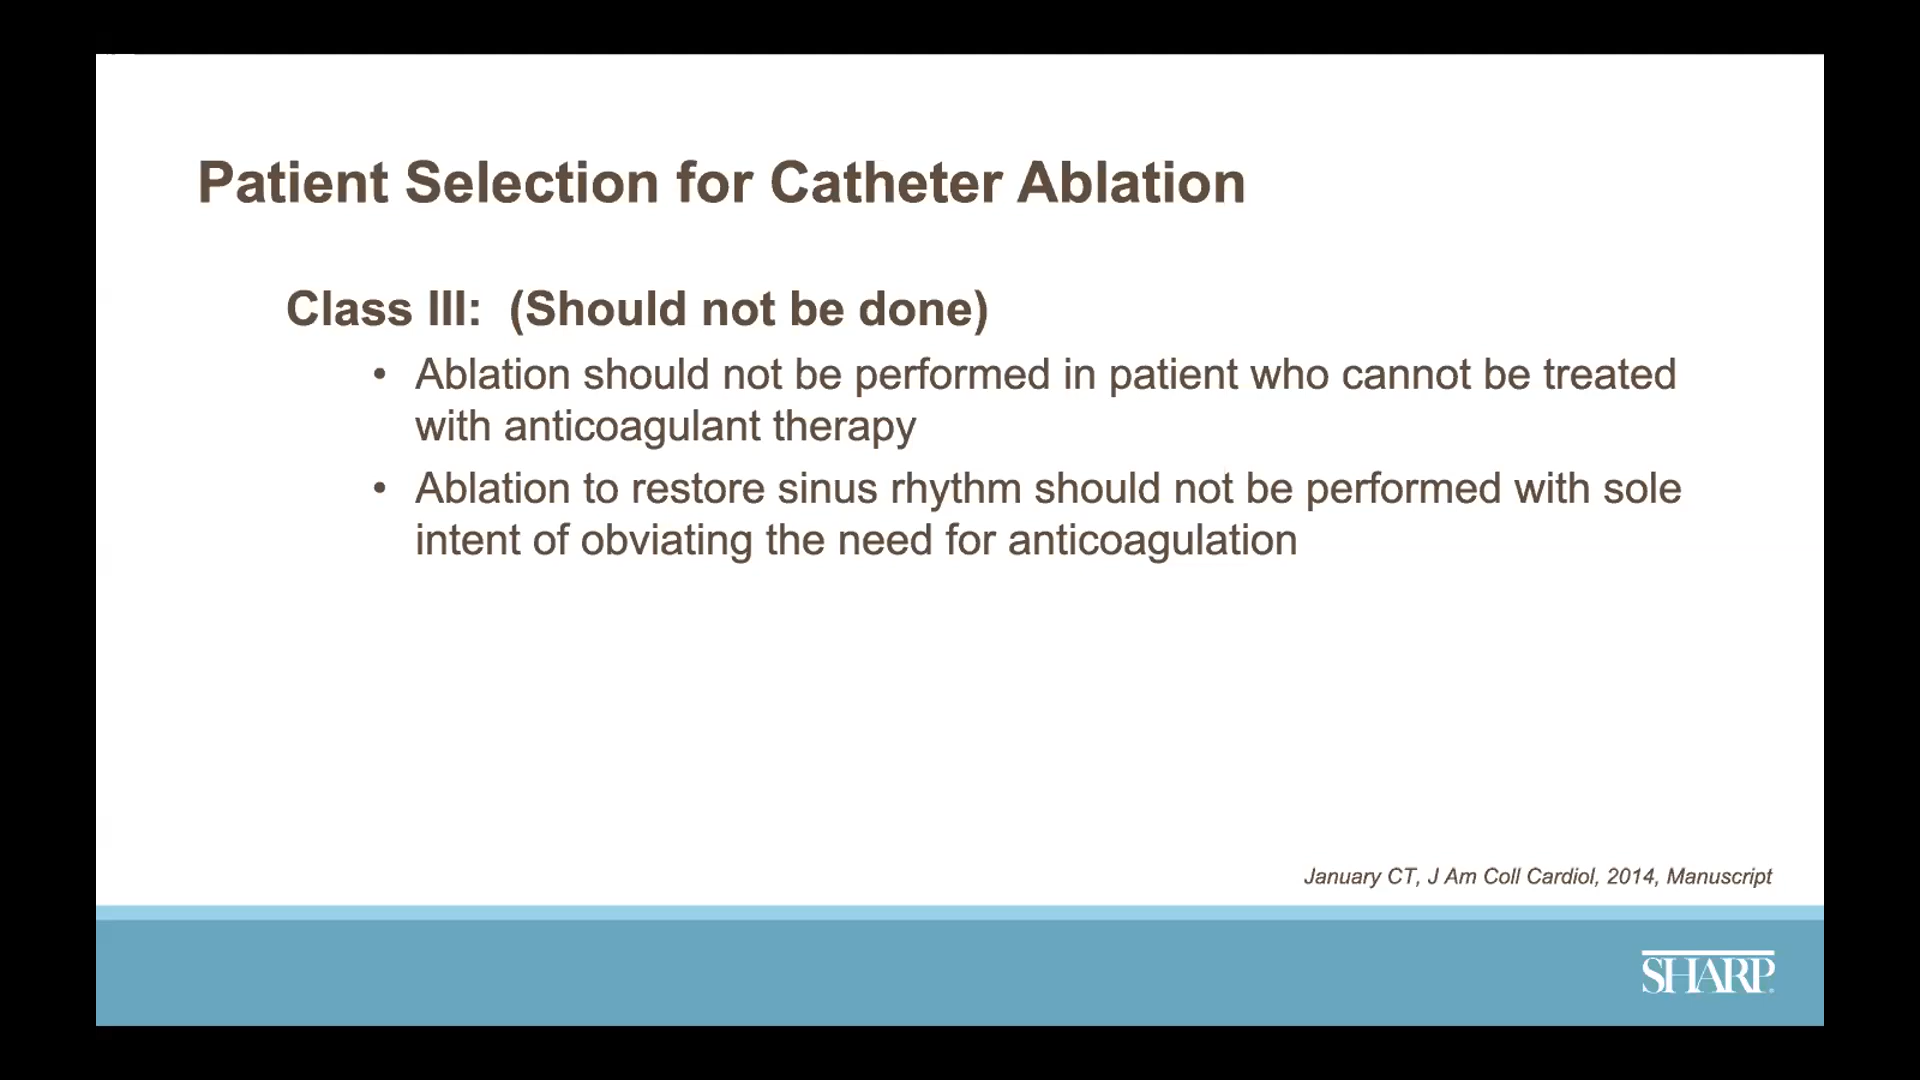 Patient Selection for Catheter Ablation
Class III: (Should not be done)
• Ablation should not be performed in patient who cannot be treated
with anticoagulant therapy
• Ablation to restore sinus rhythm should not be performed with sole
intent of obviating the need for anticoagulation
January CT, J Am Coll Cardiol, 2014, Manuscript
SHARP